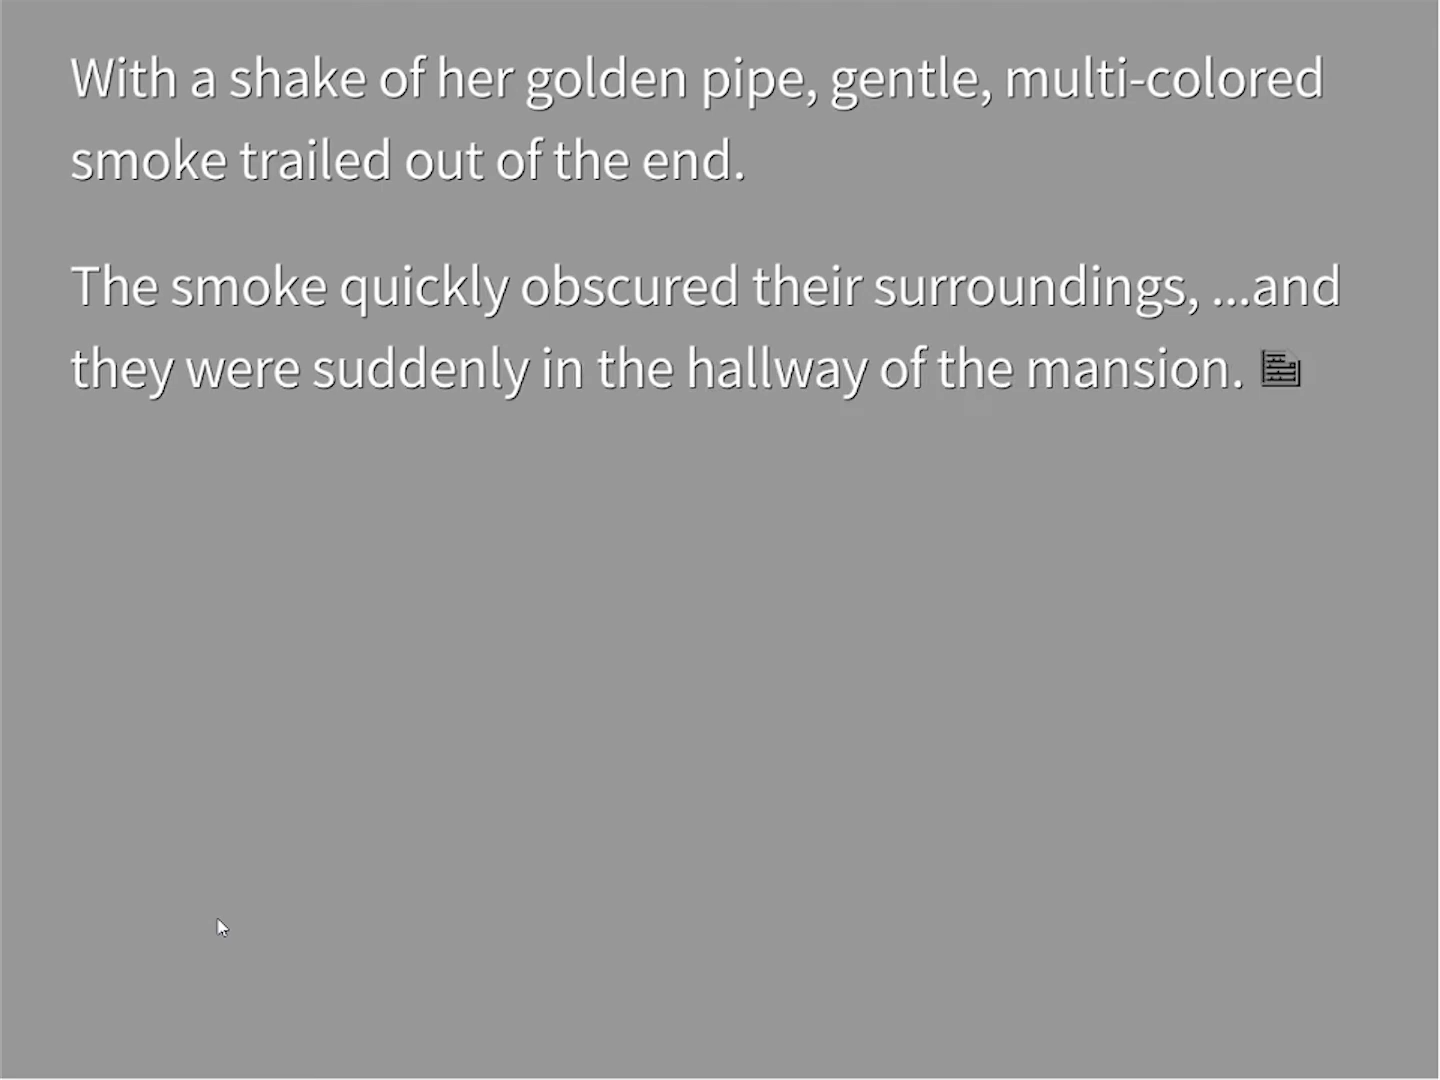 With a shake of her golden pipe, gentle, multi-colored
smoke trailed out of the end.
The smoke quickly obscured their surroundings, ...and
they were suddenly in the hallway of the mansion.